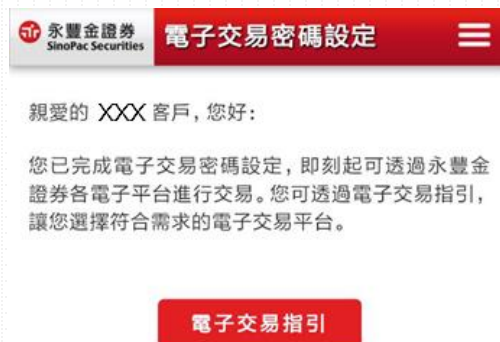 永豐金證券
SinoPac Securities
電子交易密碼設定
親愛的 XXX 客戶，您好：
您已完成電子交易密碼設定，即刻起可透過永豐金
證券各電子平台進行交易。您可透過電子交易指引，
讓您選擇符合需求的電子交易平台。
電子交易指引